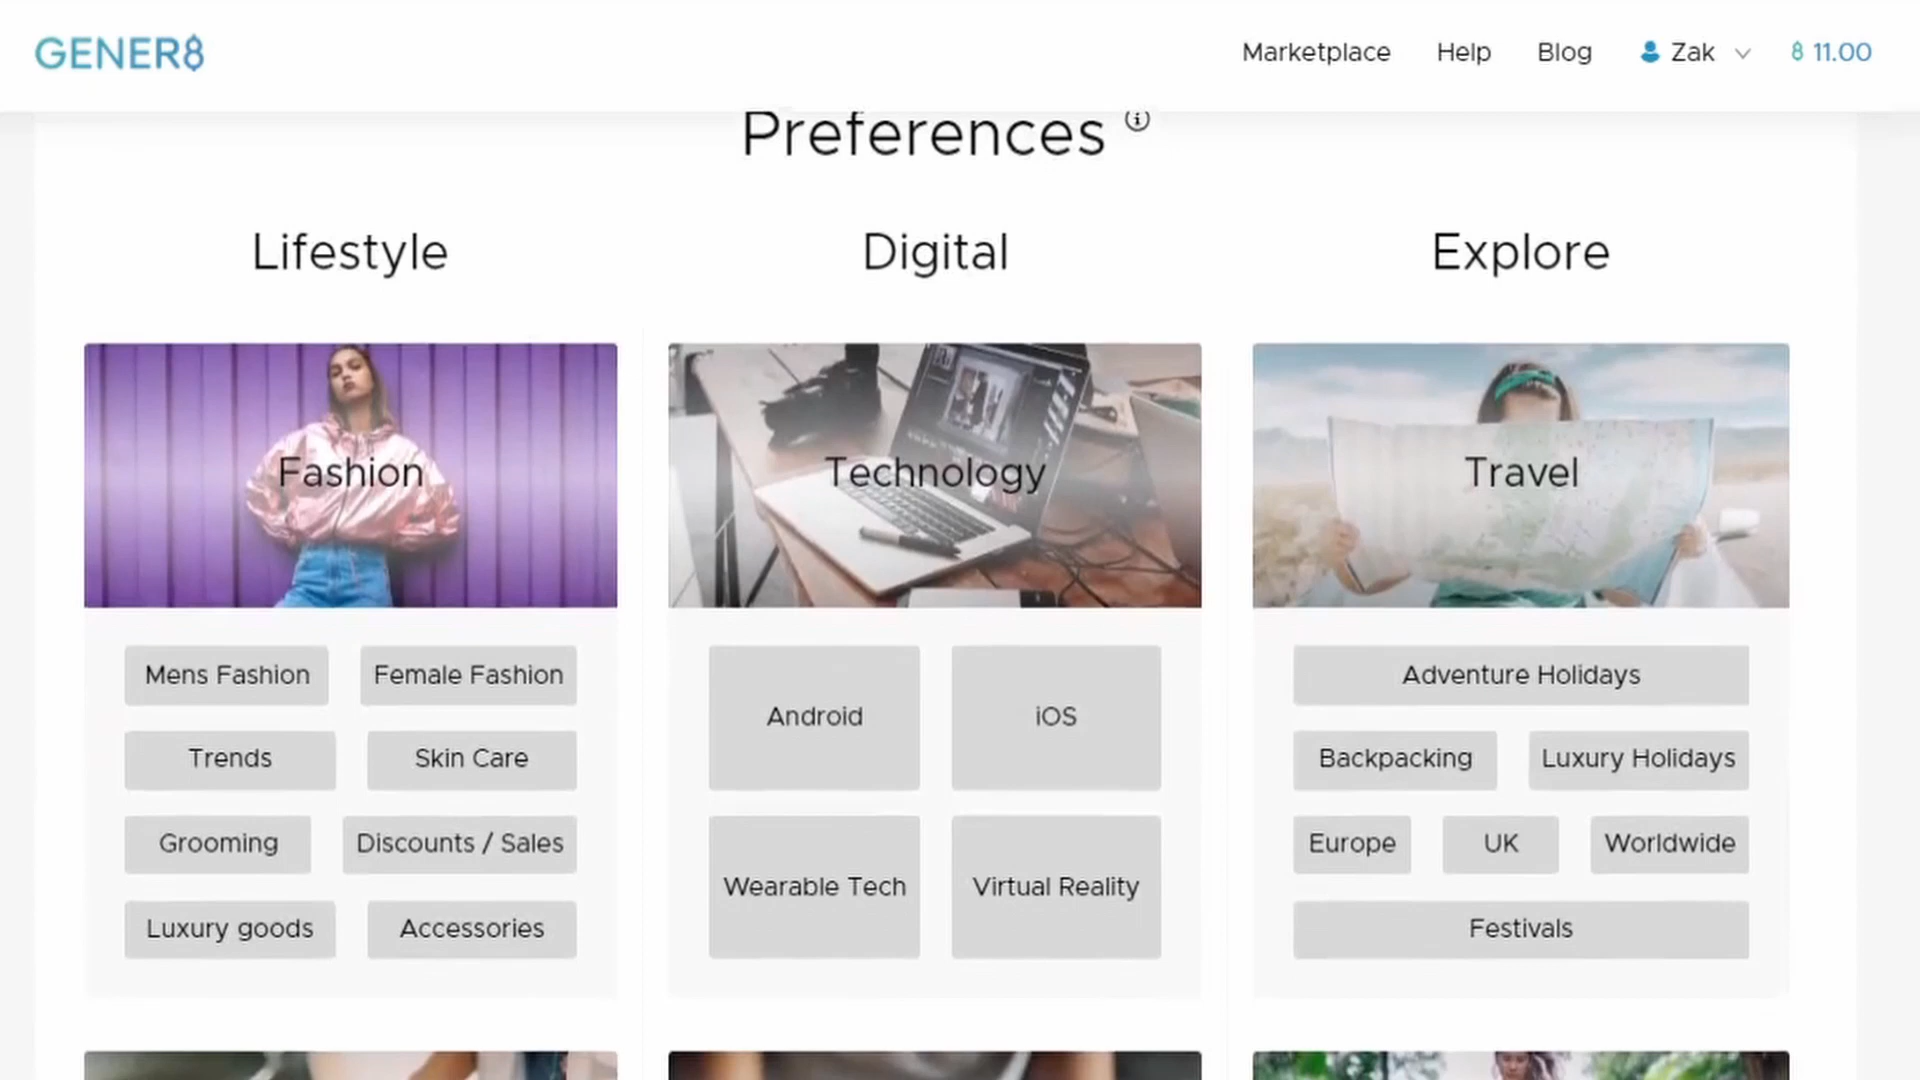 GENER8
Marketplace Help Blog Zak 8 11.00
Preferences
Lifestyle
Digital
Explore
Fashion
Technology
Travel
Mens Fashion
Female Fashion
Trends
Skin Care
Grooming
Discounts / Sales
Luxury goods
Accessories
Android
iOS
Wearable Tech
Virtual Reality
Adventure Holidays
Backpacking
Luxury Holidays
Europe
UK
Worldwide
Festivals